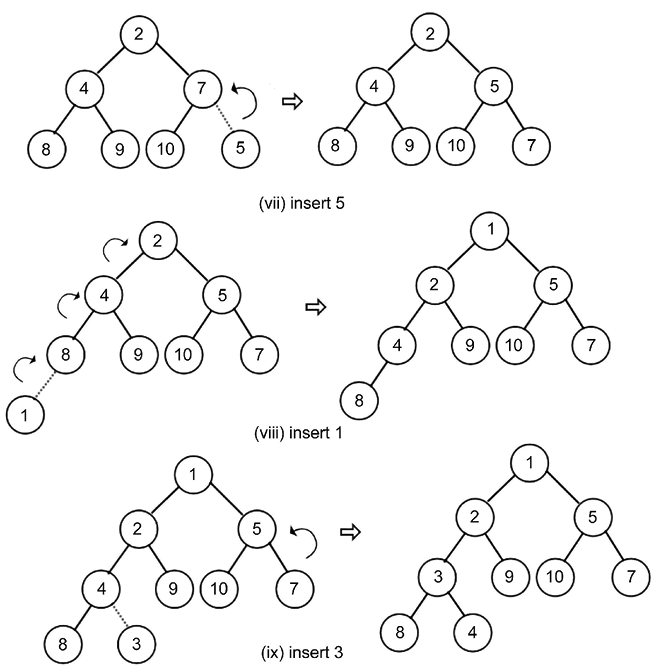 2 2
4 7 4 5
8 9 10 5 8 9 10 7
(vii) insert 5
2 1
4 5 2 5
8 9 10 7 4 9 10 7
1 8
(viii) insert 1
1 1
2 5 2 5
4 9 10 7 3 9 10 7
8 3 8 4
(ix) insert 3